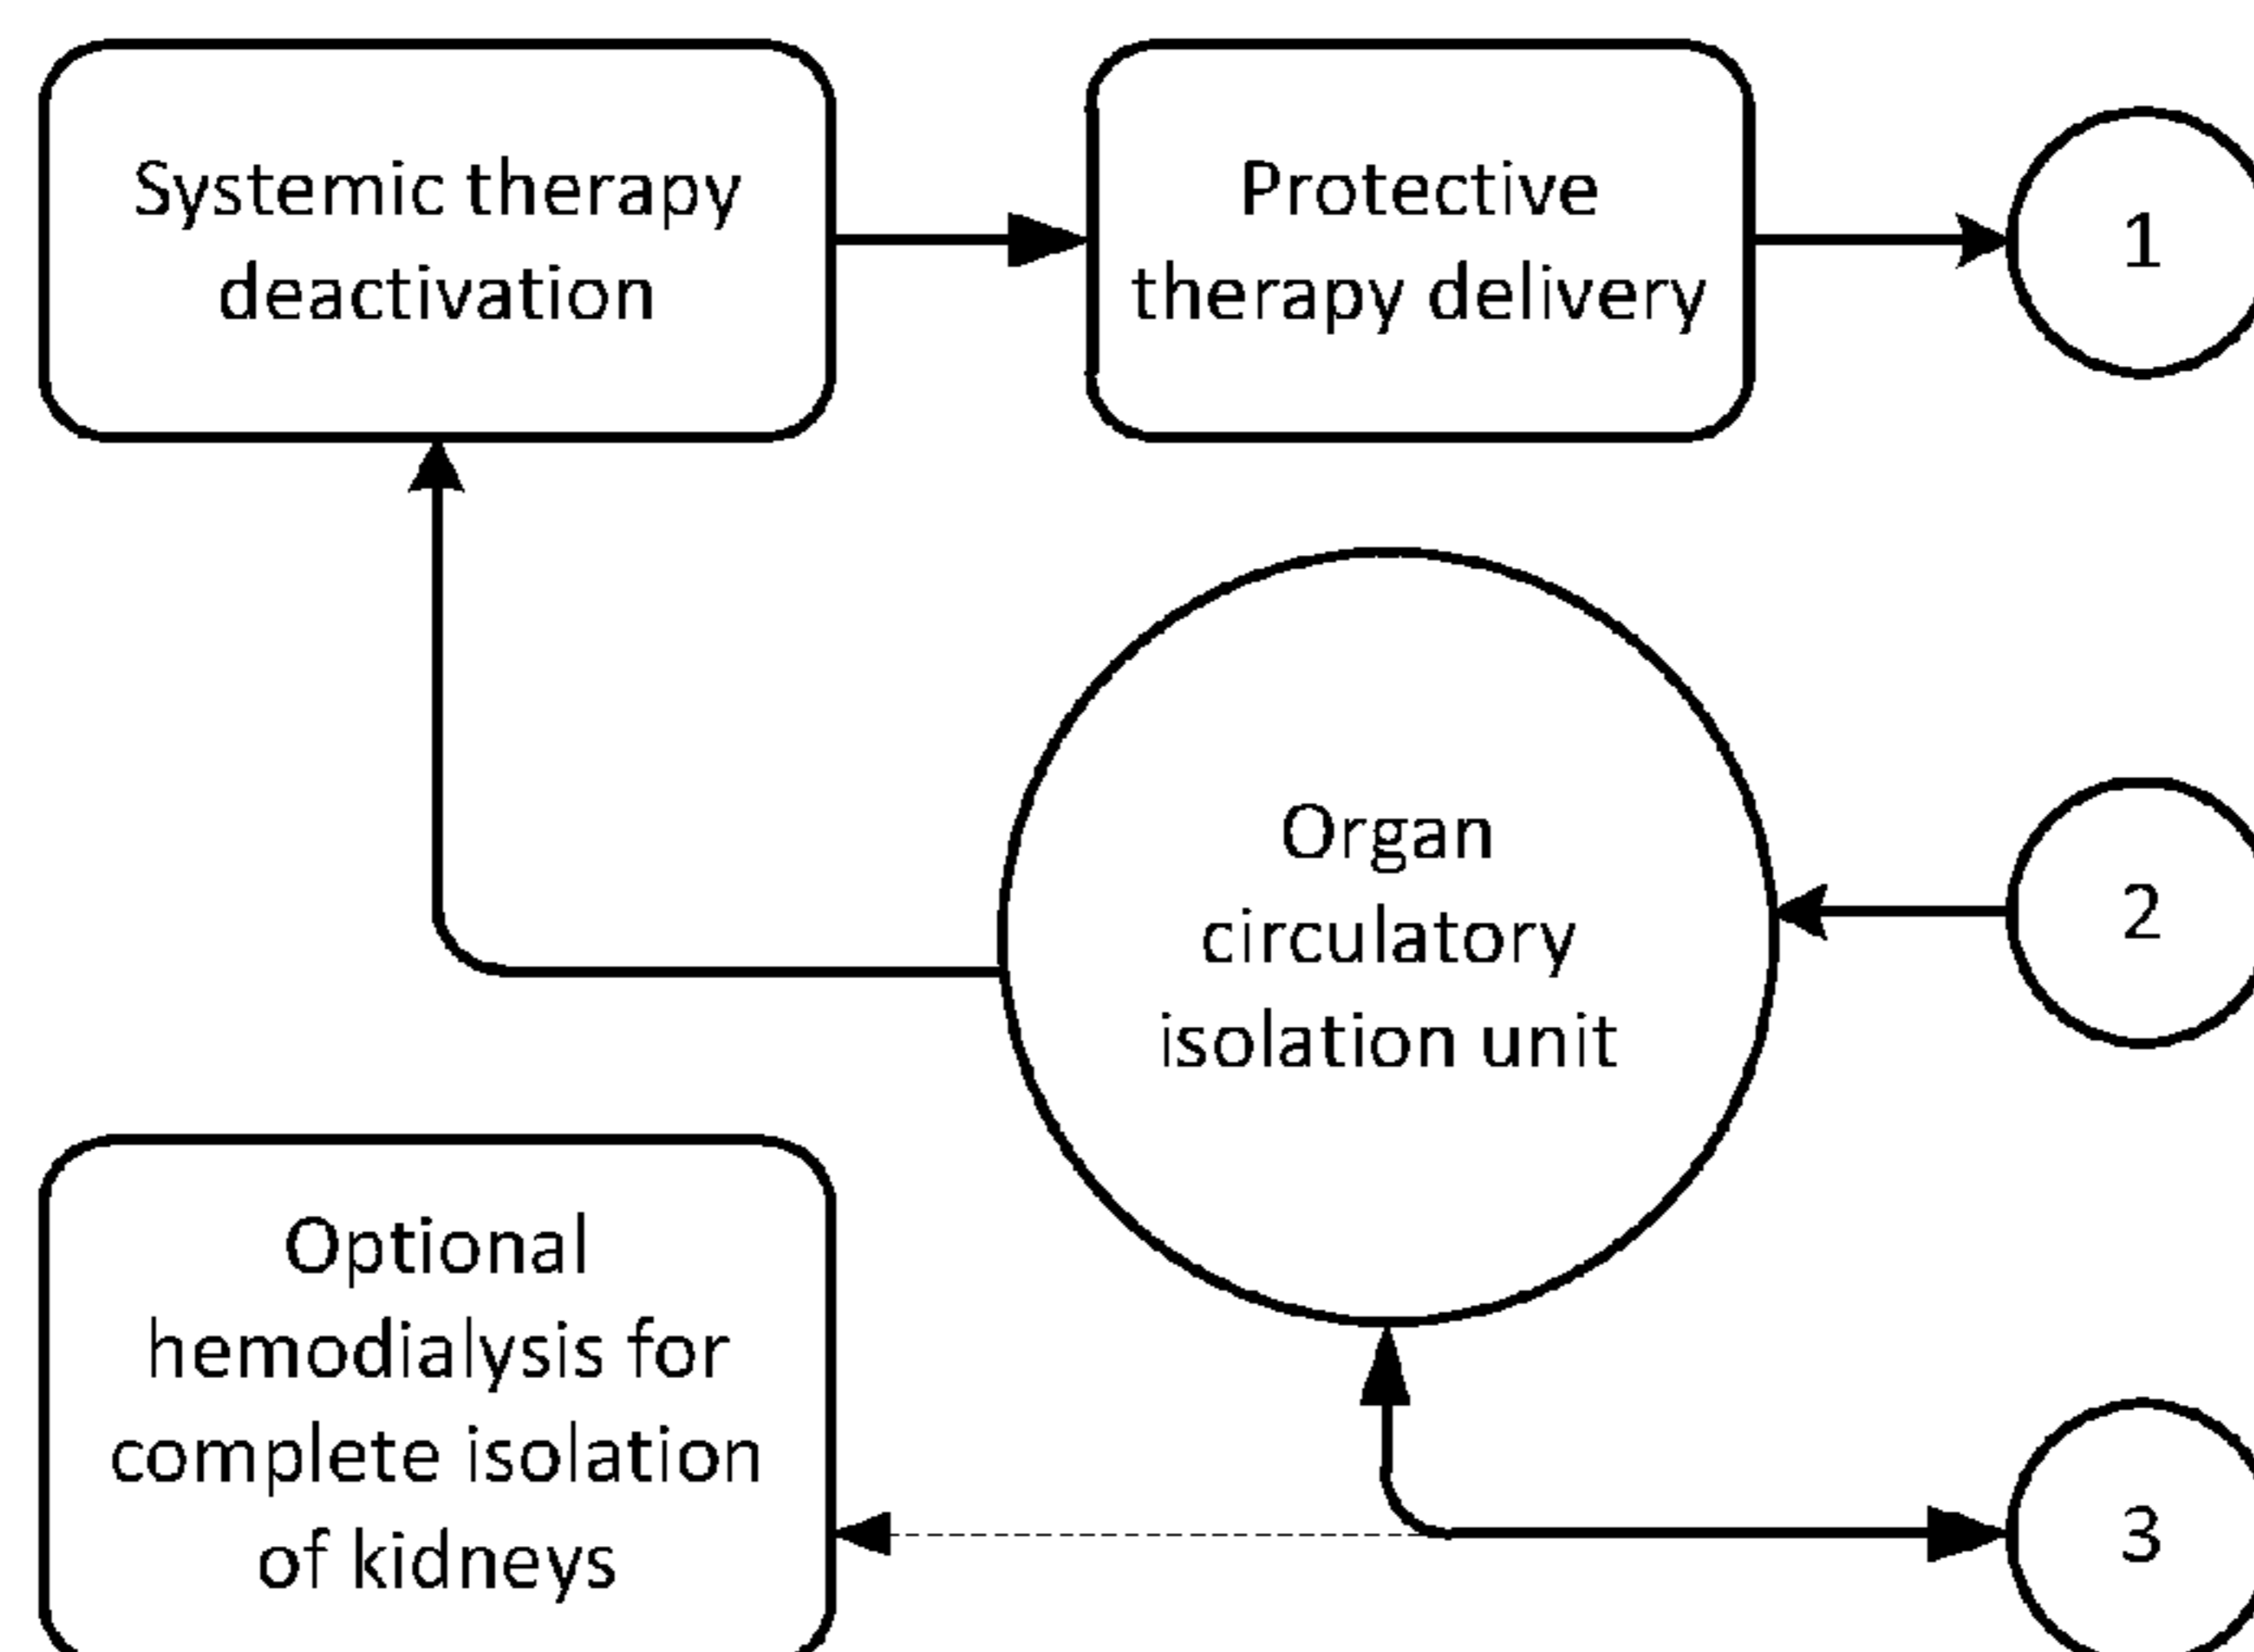 Systemic therapy
deactivation
Protective
therapy delivery
1
Organ
circulatory
isolation unit
2
Optional
hemodialysis for
complete isolation
of kidneys
3